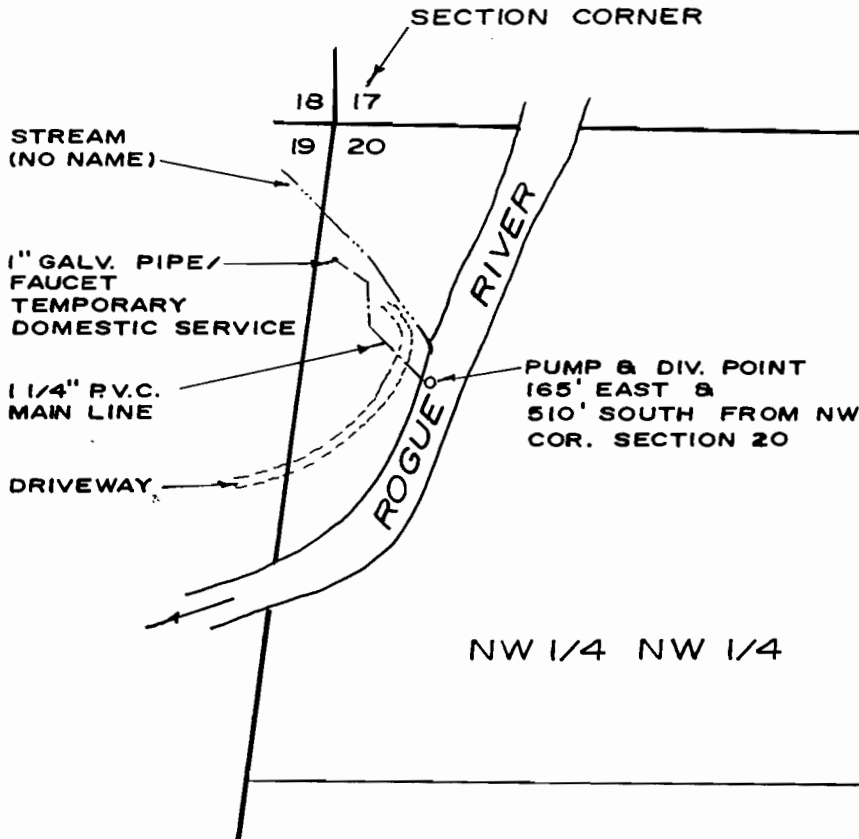 SECTION CORNER
18 17
19 20
STREAM
(NO NAME)
1" GALV. PIPE/
FAUCET
TEMPORARY
DOMESTIC SERVICE
1 1/4" P.V.C.
MAIN LINE
DRIVEWAY
ROGUE RIVER
PUMP & DIV. POINT
165' EAST &
510' SOUTH FROM NW
COR. SECTION 20
NW 1/4 NW 1/4